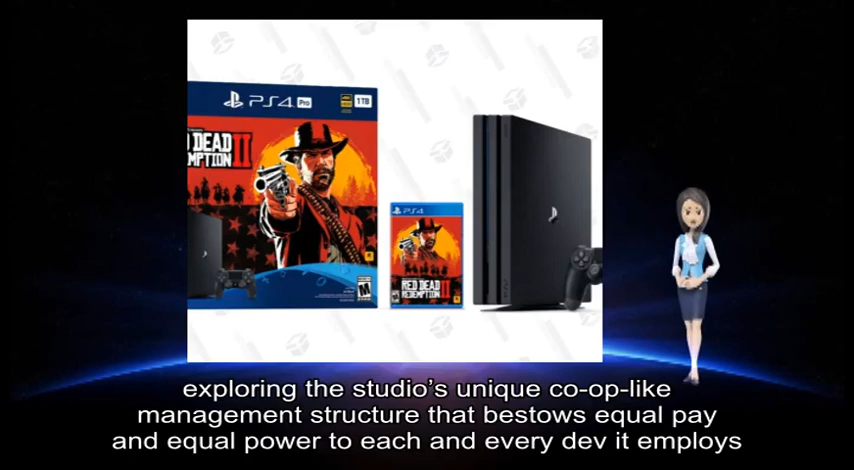 PS4 Pro
1TB
D DEAD
MPTION II
PS4
RED DEAD
REDEMPTION II
exploring the studio's unique co-op-like
management structure that bestows equal pay
and equal power to each and every dev it employs